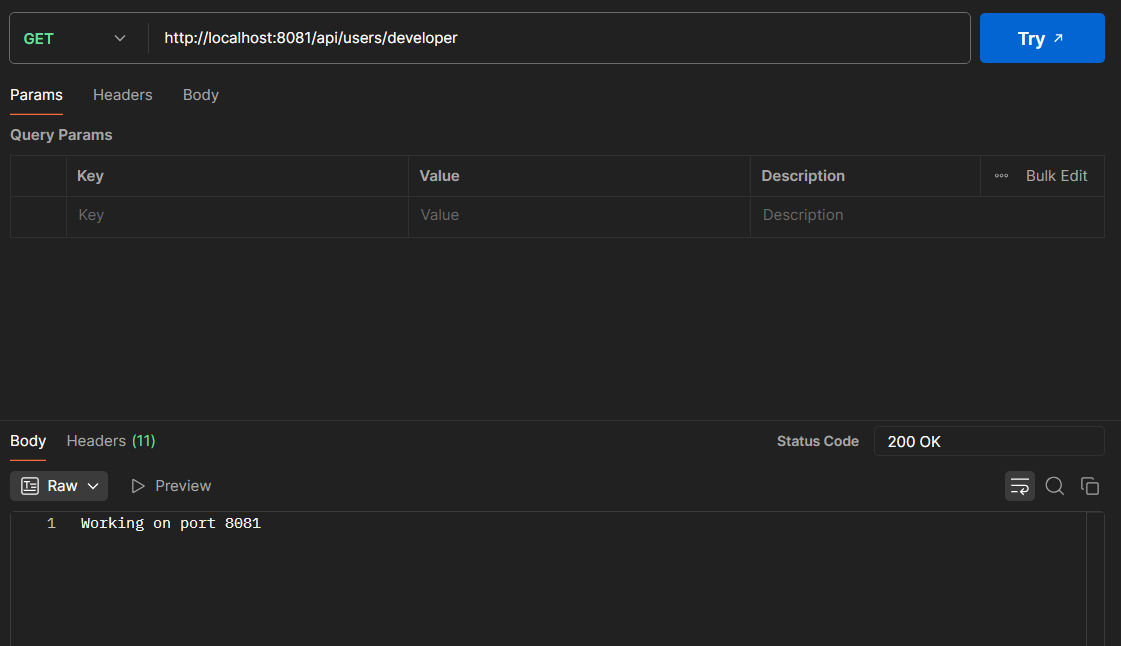 GET http://localhost:8081/api/users/developer Try
Params Headers Body
Query Params
Key Value Description Bulk Edit
Key Value Description
Body Headers (11) Status Code 200 OK
Raw Preview
1 Working on port 8081